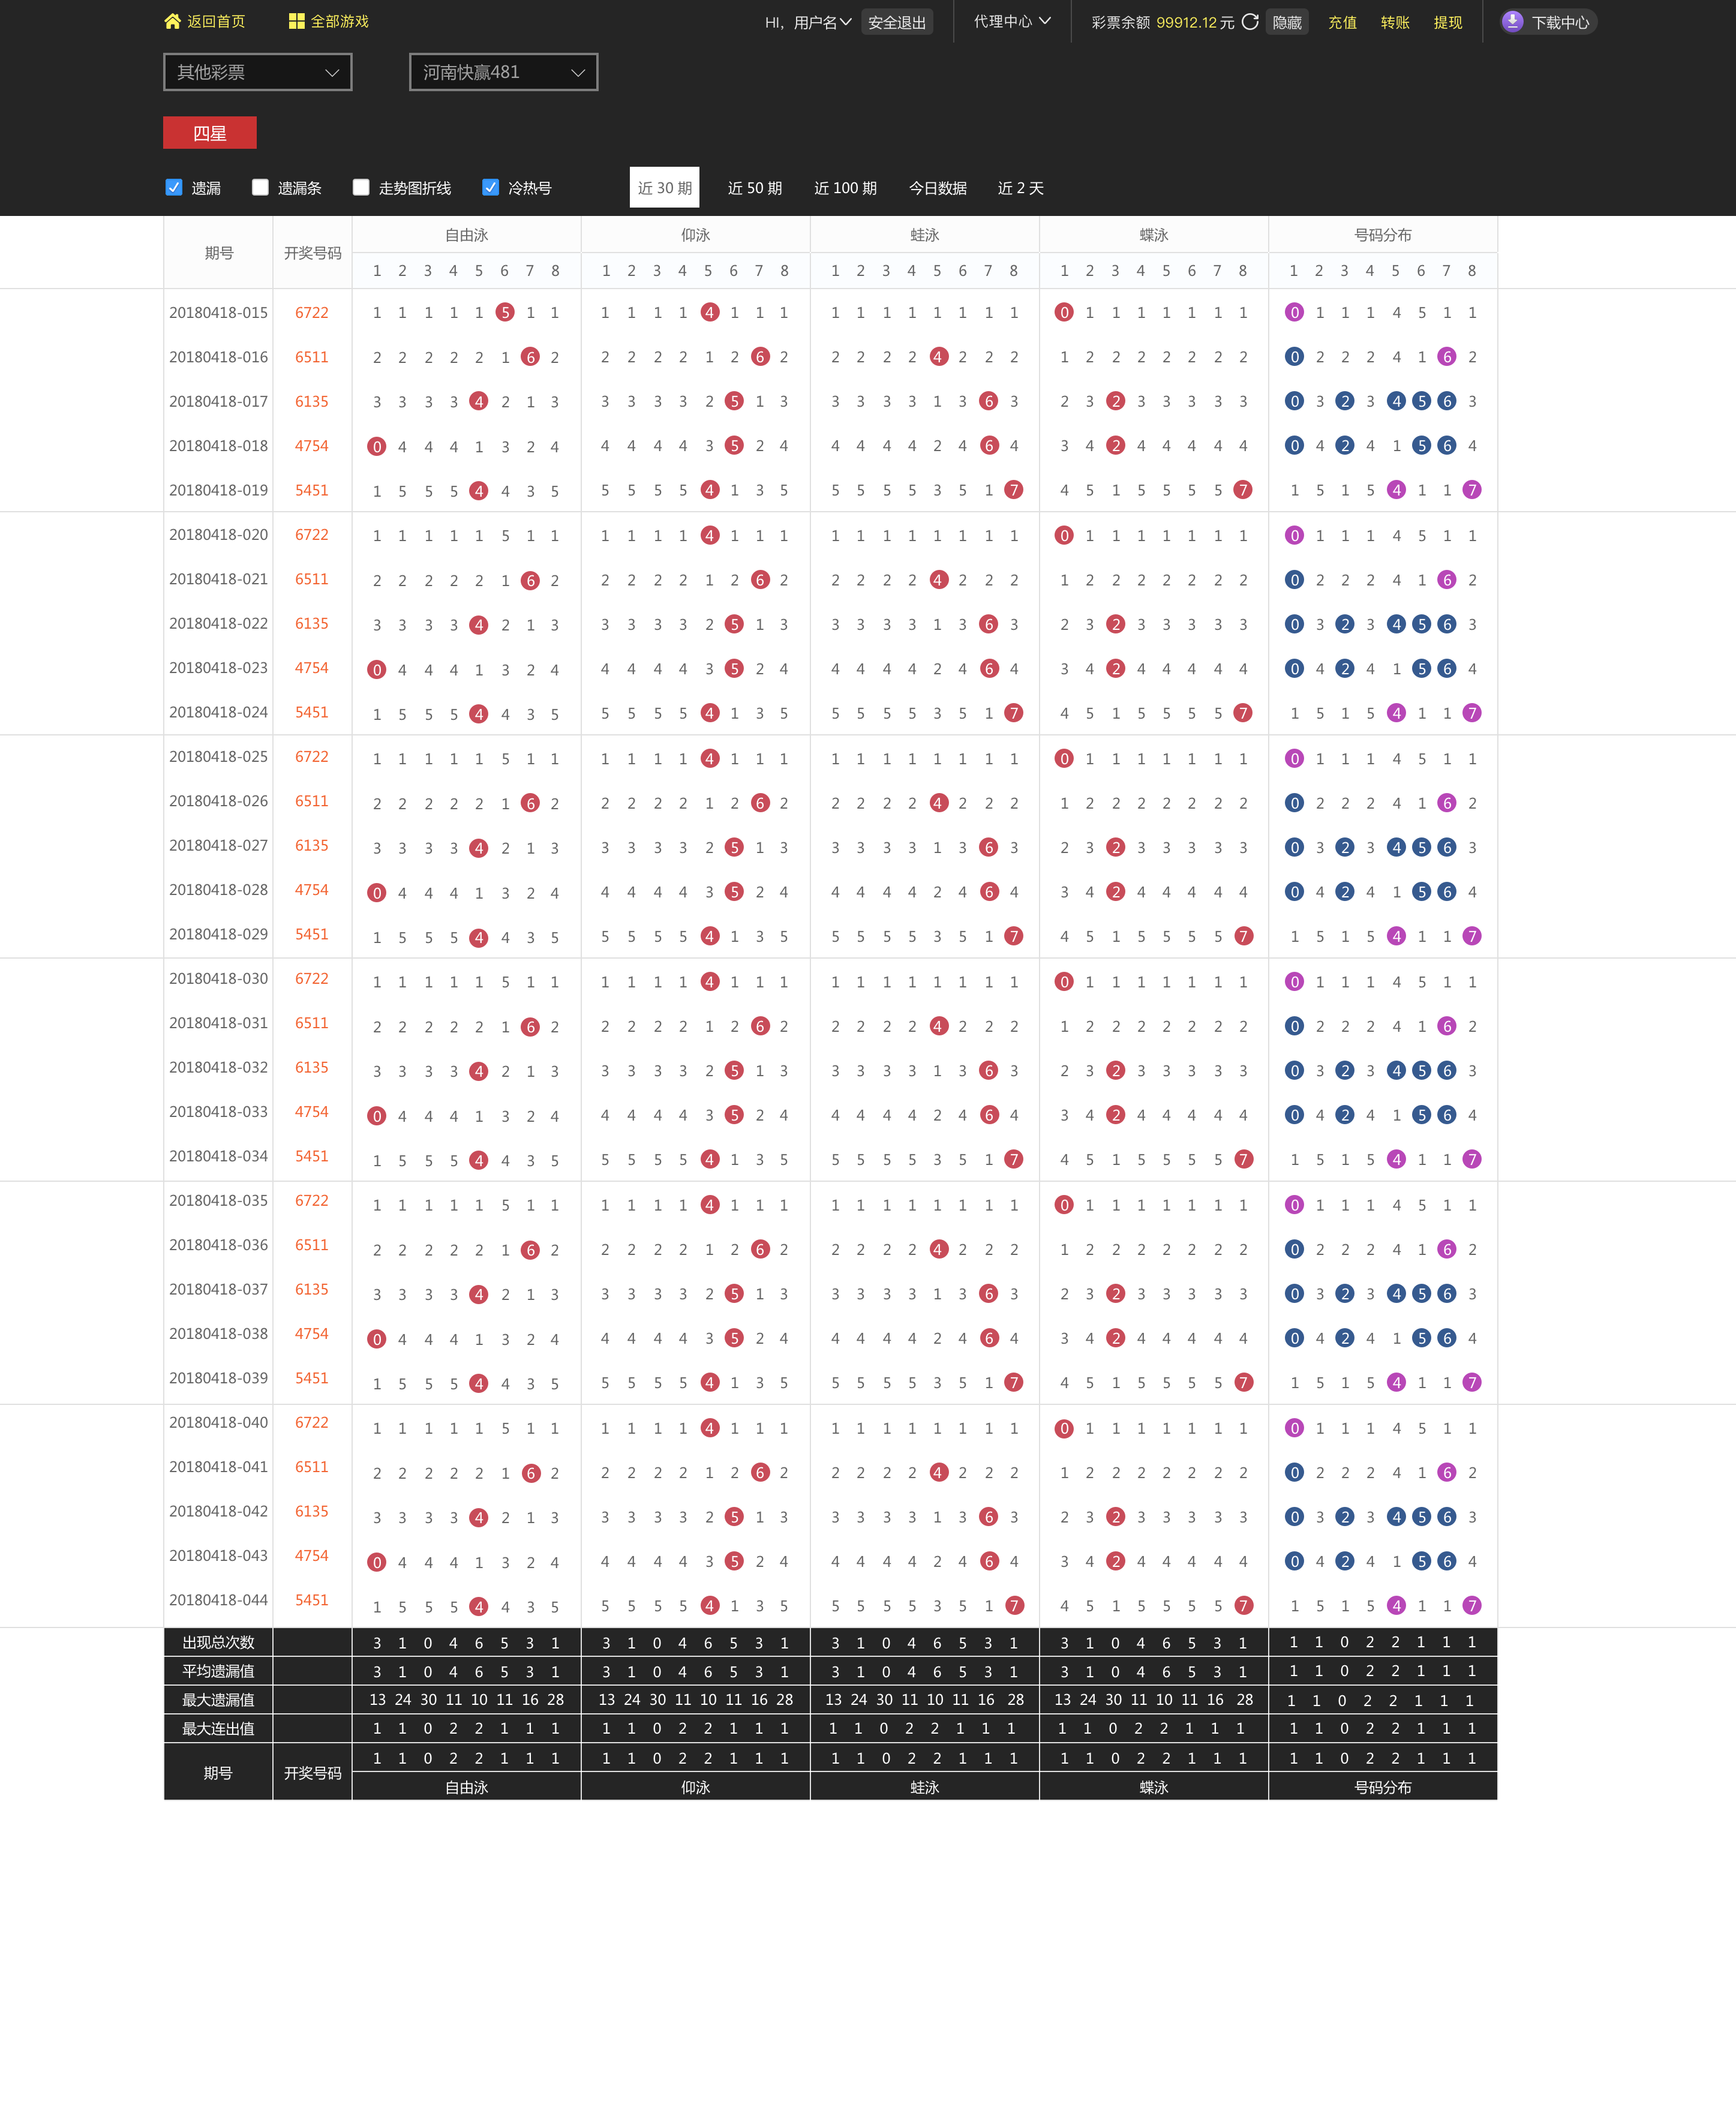 返回首页 全部游戏 HI，用户名 安全退出 代理中心 彩票余额 99912.12 元 隐藏 充值 转账 提现 下载中心
其他彩票 河南快赢481
四星
遗漏 遗漏条 走势图折线 冷热号 近 30 期 近 50 期 近 100 期 今日数据 近 2 天
期号 开奖号码 自由泳 仰泳 蛙泳 蝶泳 号码分布
1 2 3 4 5 6 7 8 1 2 3 4 5 6 7 8 1 2 3 4 5 6 7 8 1 2 3 4 5 6 7 8 1 2 3 4 5 6 7 8
20180418-015 6722 1 1 1 1 1 5 1 1 1 1 1 1 4 1 1 1 1 1 1 1 1 1 1 1 0 1 1 1 1 1 1 1 0 1 1 1 4 5 1 1
20180418-016 6511 2 2 2 2 2 1 6 2 2 2 2 2 1 2 6 2 2 2 2 2 4 2 2 2 1 2 2 2 2 2 2 2 0 2 2 2 4 1 6 2
20180418-017 6135 3 3 3 3 4 2 1 3 3 3 3 3 2 5 1 3 3 3 3 3 1 3 6 3 2 3 2 3 3 3 3 3 0 3 2 3 4 5 6 3
20180418-018 4754 0 4 4 4 1 3 2 4 4 4 4 4 3 5 2 4 4 4 4 4 2 4 6 4 3 4 2 4 4 4 4 4 0 4 2 4 1 5 6 4
20180418-019 5451 1 5 5 5 4 4 3 5 5 5 5 5 4 1 3 5 5 5 5 5 3 5 1 7 4 5 1 5 5 5 5 7 1 5 1 5 4 1 1 7
20180418-020 6722 1 1 1 1 1 5 1 1 1 1 1 1 4 1 1 1 1 1 1 1 1 1 1 1 0 1 1 1 1 1 1 1 0 1 1 1 4 5 1 1
20180418-021 6511 2 2 2 2 2 1 6 2 2 2 2 2 1 2 6 2 2 2 2 2 4 2 2 2 1 2 2 2 2 2 2 2 0 2 2 2 4 1 6 2
20180418-022 6135 3 3 3 3 4 2 1 3 3 3 3 3 2 5 1 3 3 3 3 3 1 3 6 3 2 3 2 3 3 3 3 3 0 3 2 3 4 5 6 3
20180418-023 4754 0 4 4 4 1 3 2 4 4 4 4 4 3 5 2 4 4 4 4 4 2 4 6 4 3 4 2 4 4 4 4 4 0 4 2 4 1 5 6 4
20180418-024 5451 1 5 5 5 4 4 3 5 5 5 5 5 4 1 3 5 5 5 5 5 3 5 1 7 4 5 1 5 5 5 5 7 1 5 1 5 4 1 1 7
20180418-025 6722 1 1 1 1 1 5 1 1 1 1 1 1 4 1 1 1 1 1 1 1 1 1 1 1 0 1 1 1 1 1 1 1 0 1 1 1 4 5 1 1
20180418-026 6511 2 2 2 2 2 1 6 2 2 2 2 2 1 2 6 2 2 2 2 2 4 2 2 2 1 2 2 2 2 2 2 2 0 2 2 2 4 1 6 2
20180418-027 6135 3 3 3 3 4 2 1 3 3 3 3 3 2 5 1 3 3 3 3 3 1 3 6 3 2 3 2 3 3 3 3 3 0 3 2 3 4 5 6 3
20180418-028 4754 0 4 4 4 1 3 2 4 4 4 4 4 3 5 2 4 4 4 4 4 2 4 6 4 3 4 2 4 4 4 4 4 0 4 2 4 1 5 6 4
20180418-029 5451 1 5 5 5 4 4 3 5 5 5 5 5 4 1 3 5 5 5 5 5 3 5 1 7 4 5 1 5 5 5 5 7 1 5 1 5 4 1 1 7
20180418-030 6722 1 1 1 1 1 5 1 1 1 1 1 1 4 1 1 1 1 1 1 1 1 1 1 1 0 1 1 1 1 1 1 1 0 1 1 1 4 5 1 1
20180418-031 6511 2 2 2 2 2 1 6 2 2 2 2 2 1 2 6 2 2 2 2 2 4 2 2 2 1 2 2 2 2 2 2 2 0 2 2 2 4 1 6 2
20180418-032 6135 3 3 3 3 4 2 1 3 3 3 3 3 2 5 1 3 3 3 3 3 1 3 6 3 2 3 2 3 3 3 3 3 0 3 2 3 4 5 6 3
20180418-033 4754 0 4 4 4 1 3 2 4 4 4 4 4 3 5 2 4 4 4 4 4 2 4 6 4 3 4 2 4 4 4 4 4 0 4 2 4 1 5 6 4
20180418-034 5451 1 5 5 5 4 4 3 5 5 5 5 5 4 1 3 5 5 5 5 5 3 5 1 7 4 5 1 5 5 5 5 7 1 5 1 5 4 1 1 7
20180418-035 6722 1 1 1 1 1 5 1 1 1 1 1 1 4 1 1 1 1 1 1 1 1 1 1 1 0 1 1 1 1 1 1 1 0 1 1 1 4 5 1 1
20180418-036 6511 2 2 2 2 2 1 6 2 2 2 2 2 1 2 6 2 2 2 2 2 4 2 2 2 1 2 2 2 2 2 2 2 0 2 2 2 4 1 6 2
20180418-037 6135 3 3 3 3 4 2 1 3 3 3 3 3 2 5 1 3 3 3 3 3 1 3 6 3 2 3 2 3 3 3 3 3 0 3 2 3 4 5 6 3
20180418-038 4754 0 4 4 4 1 3 2 4 4 4 4 4 3 5 2 4 4 4 4 4 2 4 6 4 3 4 2 4 4 4 4 4 0 4 2 4 1 5 6 4
20180418-039 5451 1 5 5 5 4 4 3 5 5 5 5 5 4 1 3 5 5 5 5 5 3 5 1 7 4 5 1 5 5 5 5 7 1 5 1 5 4 1 1 7
20180418-040 6722 1 1 1 1 1 5 1 1 1 1 1 1 4 1 1 1 1 1 1 1 1 1 1 1 0 1 1 1 1 1 1 1 0 1 1 1 4 5 1 1
20180418-041 6511 2 2 2 2 2 1 6 2 2 2 2 2 1 2 6 2 2 2 2 2 4 2 2 2 1 2 2 2 2 2 2 2 0 2 2 2 4 1 6 2
20180418-042 6135 3 3 3 3 4 2 1 3 3 3 3 3 2 5 1 3 3 3 3 3 1 3 6 3 2 3 2 3 3 3 3 3 0 3 2 3 4 5 6 3
20180418-043 4754 0 4 4 4 1 3 2 4 4 4 4 4 3 5 2 4 4 4 4 4 2 4 6 4 3 4 2 4 4 4 4 4 0 4 2 4 1 5 6 4
20180418-044 5451 1 5 5 5 4 4 3 5 5 5 5 5 4 1 3 5 5 5 5 5 3 5 1 7 4 5 1 5 5 5 5 7 1 5 1 5 4 1 1 7
出现总次数 3 1 0 4 6 5 3 1 3 1 0 4 6 5 3 1 3 1 0 4 6 5 3 1 3 1 0 4 6 5 3 1 1 1 0 2 2 1 1 1
平均遗漏值 3 1 0 4 6 5 3 1 3 1 0 4 6 5 3 1 3 1 0 4 6 5 3 1 3 1 0 4 6 5 3 1 1 1 0 2 2 1 1 1
最大遗漏值 13 24 30 11 10 11 16 28 13 24 30 11 10 11 16 28 13 24 30 11 10 11 16 28 13 24 30 11 10 11 16 28 1 1 0 2 2 1 1 1
最大连出值 1 1 0 2 2 1 1 1 1 1 0 2 2 1 1 1 1 1 0 2 2 1 1 1 1 1 0 2 2 1 1 1 1 1 0 2 2 1 1 1
期号 开奖号码 1 1 0 2 2 1 1 1 1 1 0 2 2 1 1 1 1 1 0 2 2 1 1 1 1 1 0 2 2 1 1 1 1 1 0 2 2 1 1 1
自由泳 仰泳 蛙泳 蝶泳 号码分布